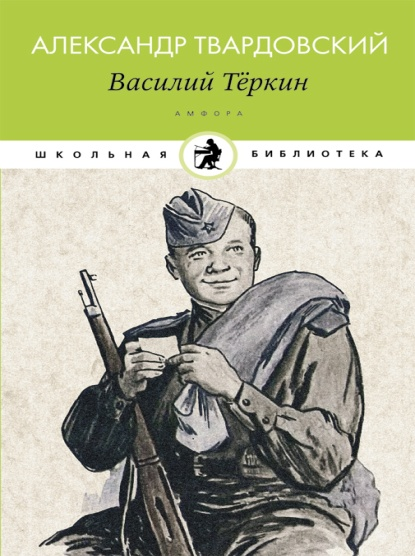 АЛЕКСАНДР ТВАРДОВСКИЙ
Василий Тёркин
АМФОРА
ШКОЛЬНАЯ БИБЛИОТЕКА